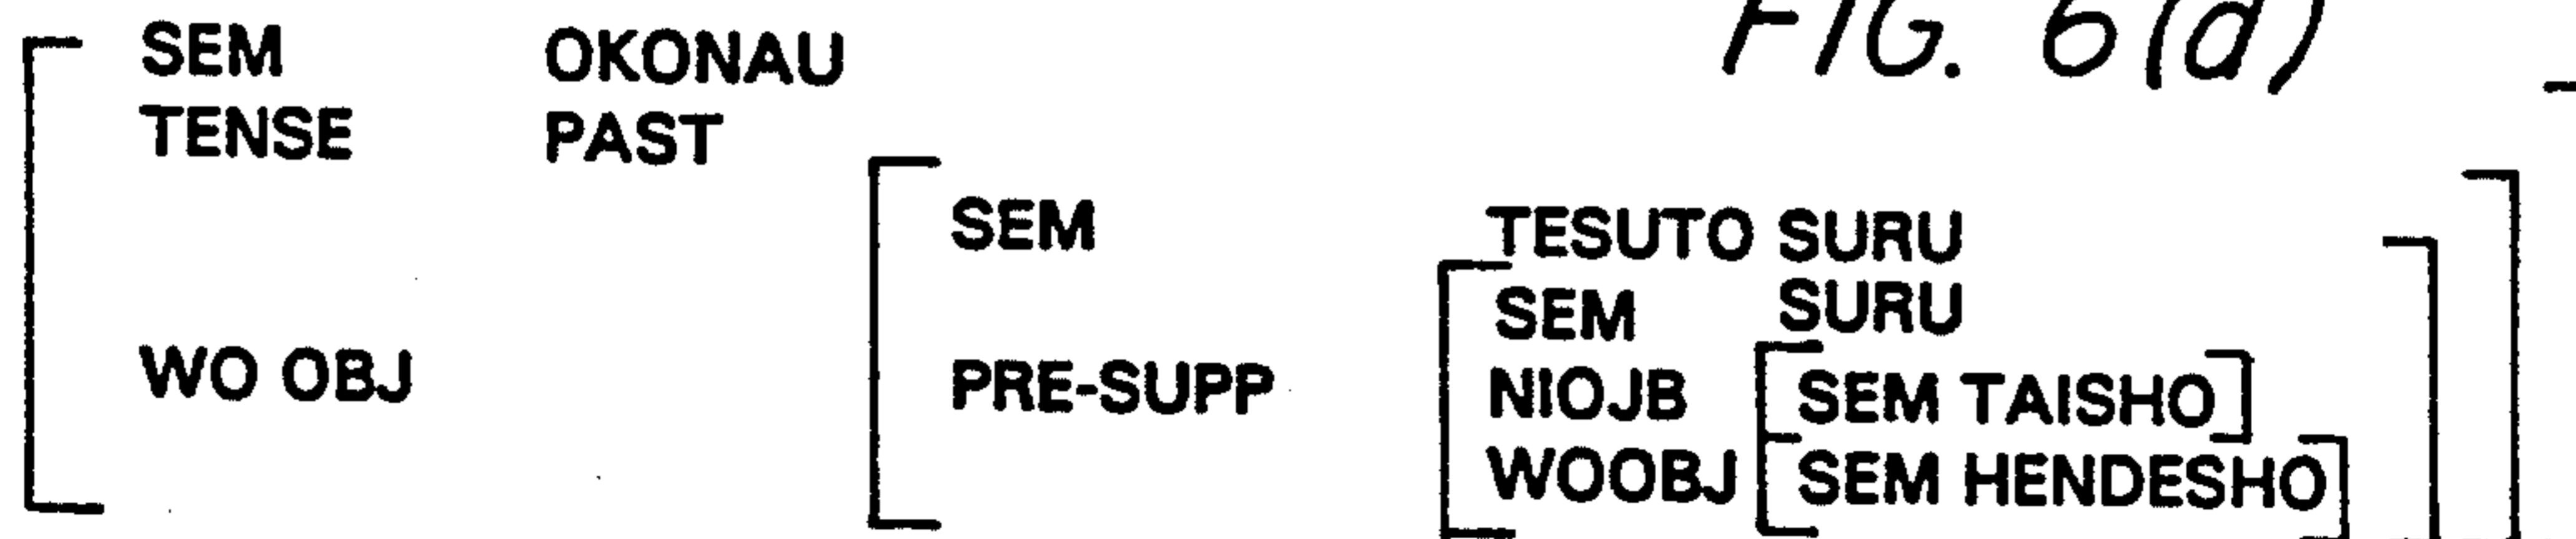 FIG. 6(d)
SEM OKONAU
TENSE PAST
SEM TESUTO SURU
SEM SURU
WO OBJ PRE-SUPP NIOJB SEM TAISHO
WOOBJ SEM HENDESHO